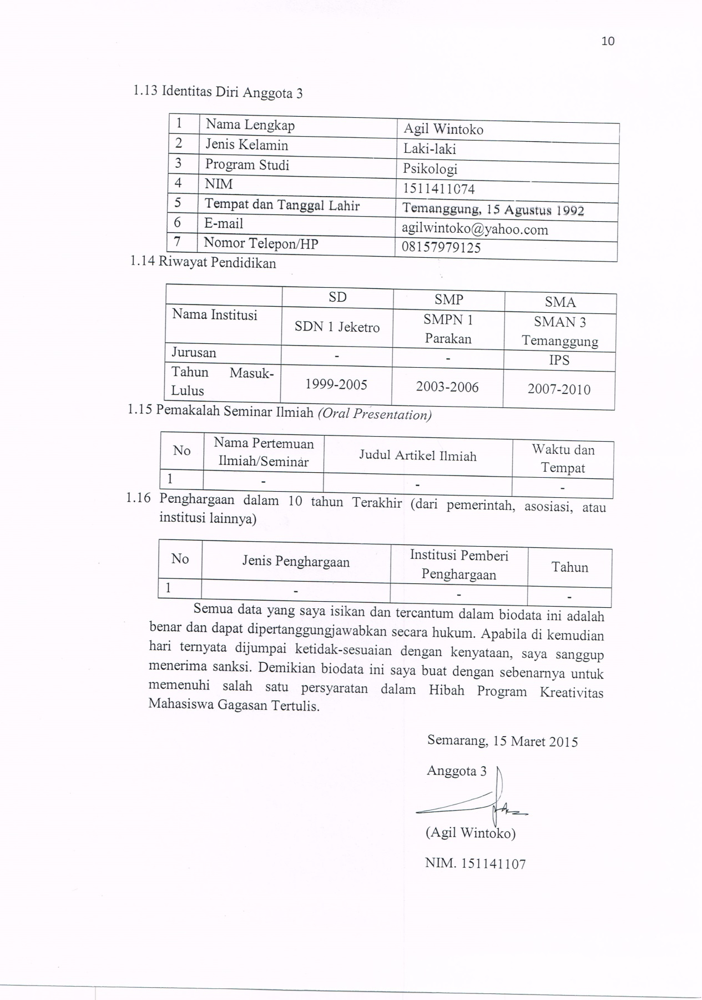 10
1.13 Identitas Diri Anggota 3
1 Nama Lengkap Agil Wintoko
2 Jenis Kelamin Laki-laki
3 Program Studi Psikologi
4 NIM 1511411074
5 Tempat dan Tanggal Lahir Temanggung, 15 Agustus 1992
6 E-mail agilwintoko@yahoo.com
7 Nomor Telepon/HP 08157979125
1.14 Riwayat Pendidikan
SD SMP SMA
Nama Institusi SDN 1 Jeketro SMPN 1 Parakan SMAN 3 Temanggung
Jurusan - - IPS
Tahun Masuk-Lulus 1999-2005 2003-2006 2007-2010
1.15 Pemakalah Seminar Ilmiah (Oral Presentation)
No Nama Pertemuan Ilmiah/Seminar Judul Artikel Ilmiah Waktu dan Tempat
1 - - -
1.16 Penghargaan dalam 10 tahun Terakhir (dari pemerintah, asosiasi, atau
institusi lainnya)
No Jenis Penghargaan Institusi Pemberi Penghargaan Tahun
1 - - -
Semua data yang saya isikan dan tercantum dalam biodata ini adalah
benar dan dapat dipertanggungjawabkan secara hukum. Apabila di kemudian
hari ternyata dijumpai ketidak-sesuaian dengan kenyataan, saya sanggup
menerima sanksi. Demikian biodata ini saya buat dengan sebenarnya untuk
memenuhi salah satu persyaratan dalam Hibah Program Kreativitas
Mahasiswa Gagasan Tertulis.
Semarang, 15 Maret 2015
Anggota 3
(Agil Wintoko)
NIM. 151141107